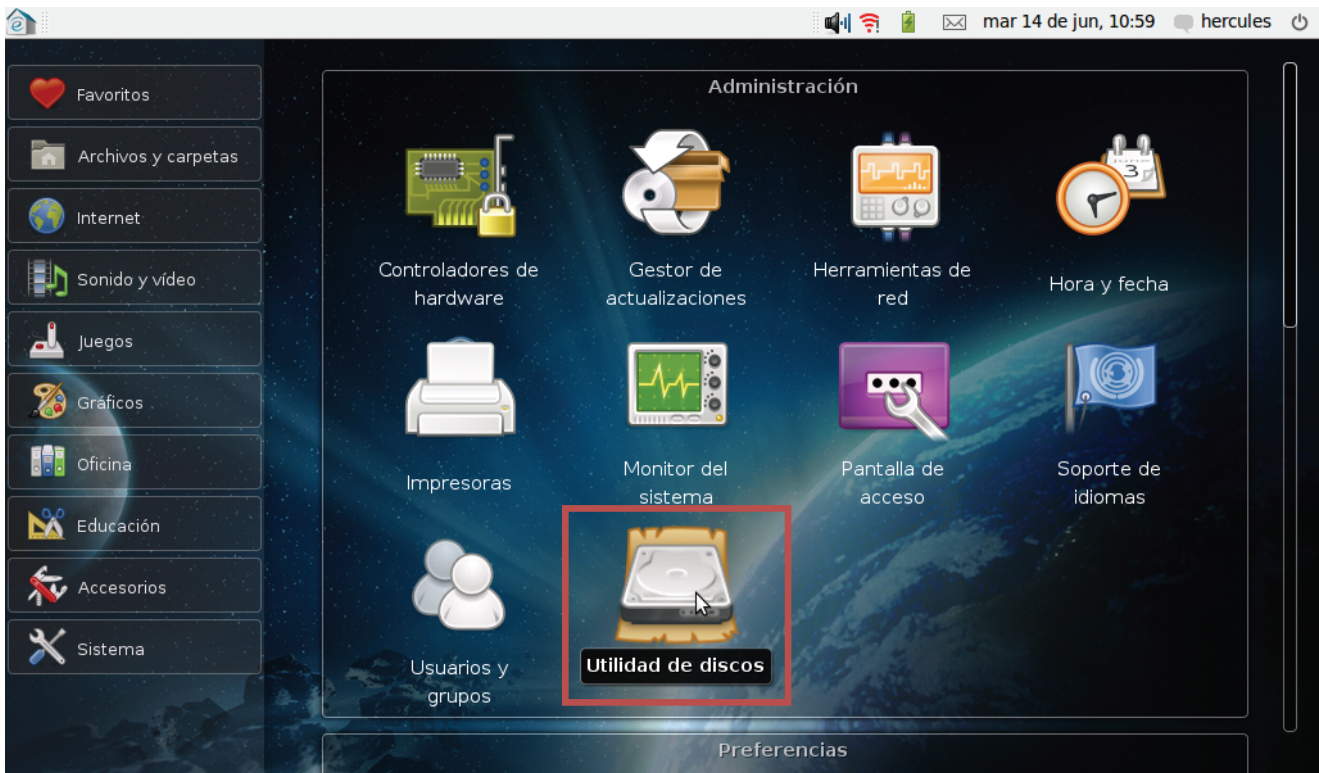 mar 14 de jun, 10:59 hercules
Favoritos
Archivos y carpetas
Internet
Sonido y vídeo
Juegos
Gráficos
Oficina
Educación
Accesorios
Sistema
Administración
Controladores de
hardware
Gestor de
actualizaciones
Herramientas de
red
JUNE
3
Hora y fecha
Impresoras
Monitor del
sistema
Pantalla de
acceso
Soporte de
idiomas
Usuarios y
grupos
Utilidad de discos
Preferencias